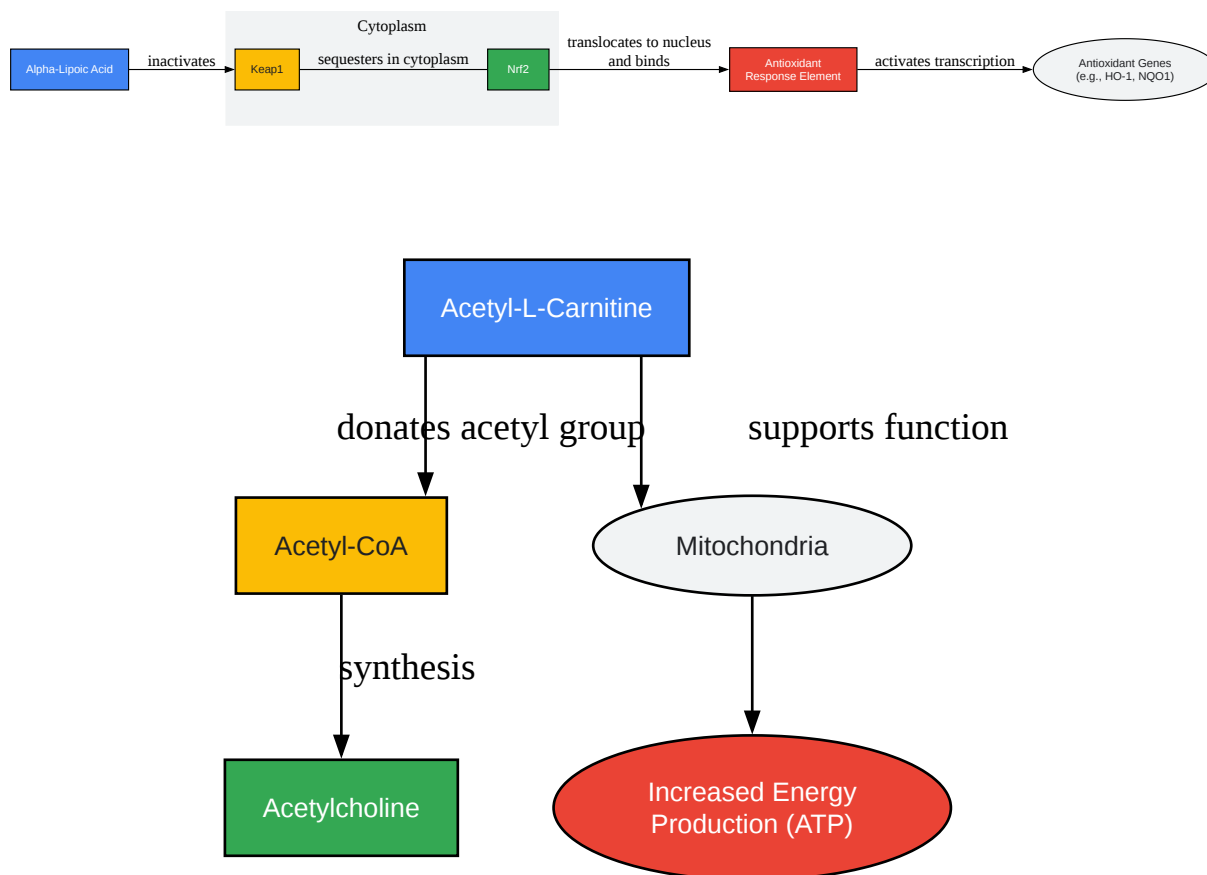 Cytoplasm
Alpha-Lipoic Acid
inactivates
Keap1
sequesters in cytoplasm
Nrf2
translocates to nucleus
and binds
Antioxidant
Response Element
activates transcription
Antioxidant Genes
(e.g., HO-1, NQO1)
Acetyl-L-Carnitine
donates acetyl group
supports function
Acetyl-CoA
Mitochondria
synthesis
Acetylcholine
Increased Energy
Production (ATP)